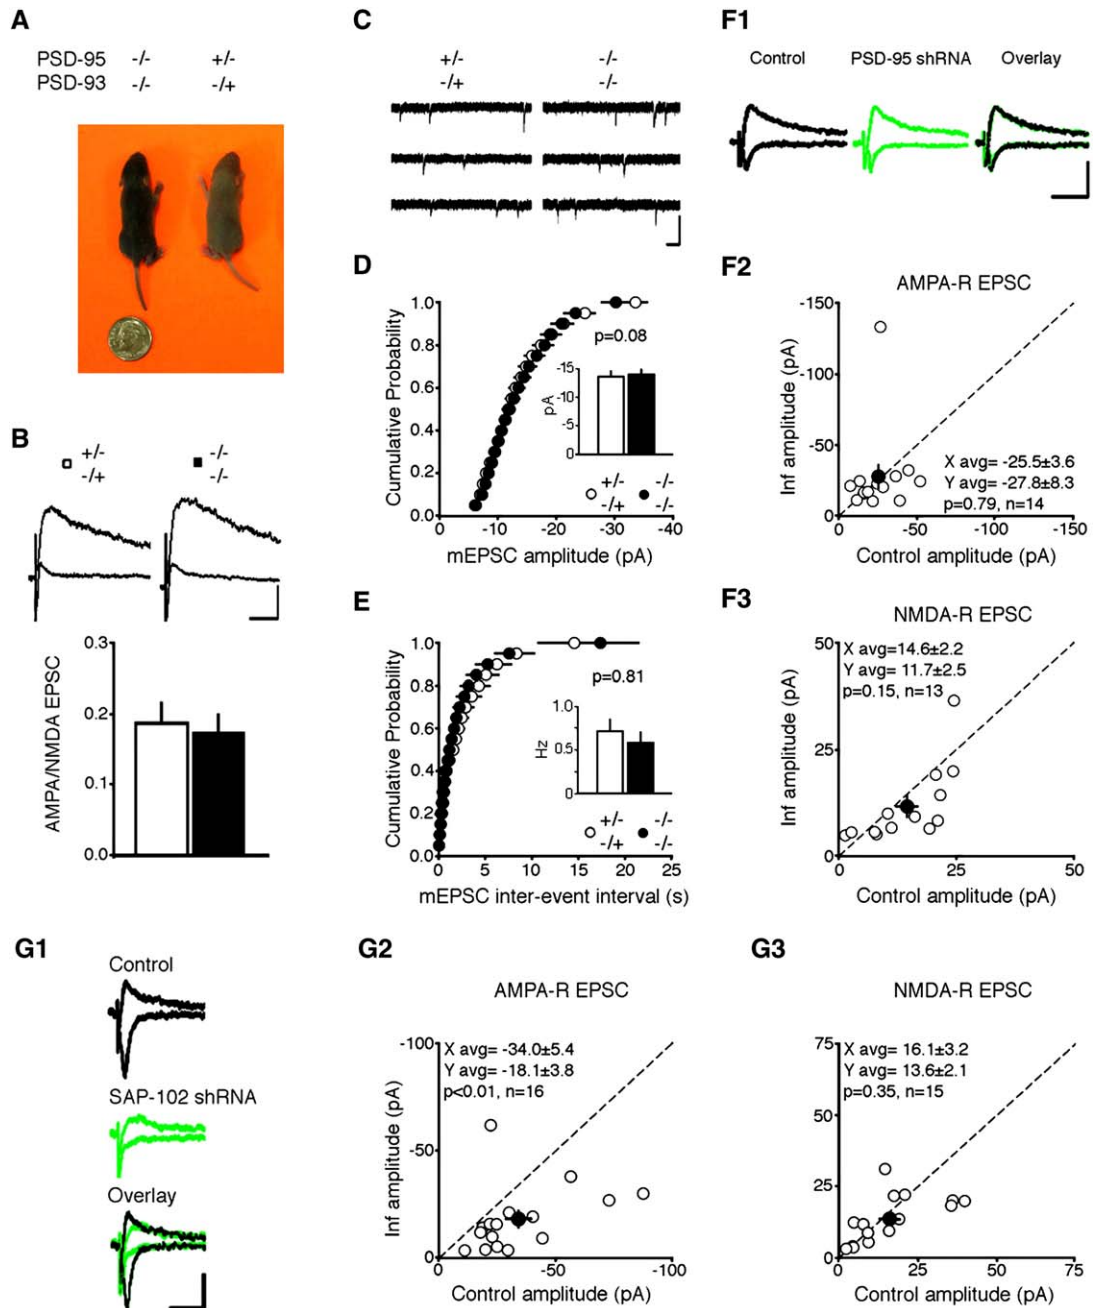 A
PSD-95 -/- +/-
PSD-93 -/- -/+
B
+/- -/-
-/+ -/-
AMPA/NMDA EPSC
0.3
0.2
0.1
0.0
C
+/- -/-
-/+ -/-
D
Cumulative Probability
1.0
0.8
0.6
0.4
0.2
0
p=0.08
pA
-15
-10
-5
0
+/- -/-
-/+ -/-
0 -10 -20 -30 -40
mEPSC amplitude (pA)
E
Cumulative Probability
1.0
0.8
0.6
0.4
0.2
0
p=0.81
Hz
1.0
0.5
0
+/- -/-
-/+ -/-
0 5 10 15 20 25
mEPSC inter-event interval (s)
F1
Control PSD-95 shRNA Overlay
F2
AMPA-R EPSC
Inf amplitude (pA)
-150
-100
-50
0
X avg= -25.5±3.6
Y avg= -27.8±8.3
p=0.79, n=14
0 -50 -100 -150
Control amplitude (pA)
F3
NMDA-R EPSC
Inf amplitude (pA)
50
25
0
X avg=14.6±2.2
Y avg= 11.7±2.5
p=0.15, n=13
0 25 50
Control amplitude (pA)
G1
Control
SAP-102 shRNA
Overlay
G2
AMPA-R EPSC
Inf amplitude (pA)
-100
-50
0
X avg= -34.0±5.4
Y avg= -18.1±3.8
p<0.01, n=16
0 -50 -100
Control amplitude (pA)
G3
NMDA-R EPSC
75
50
25
0
X avg= 16.1±3.2
Y avg= 13.6±2.1
p=0.35, n=15
0 25 50 75
Control amplitude (pA)